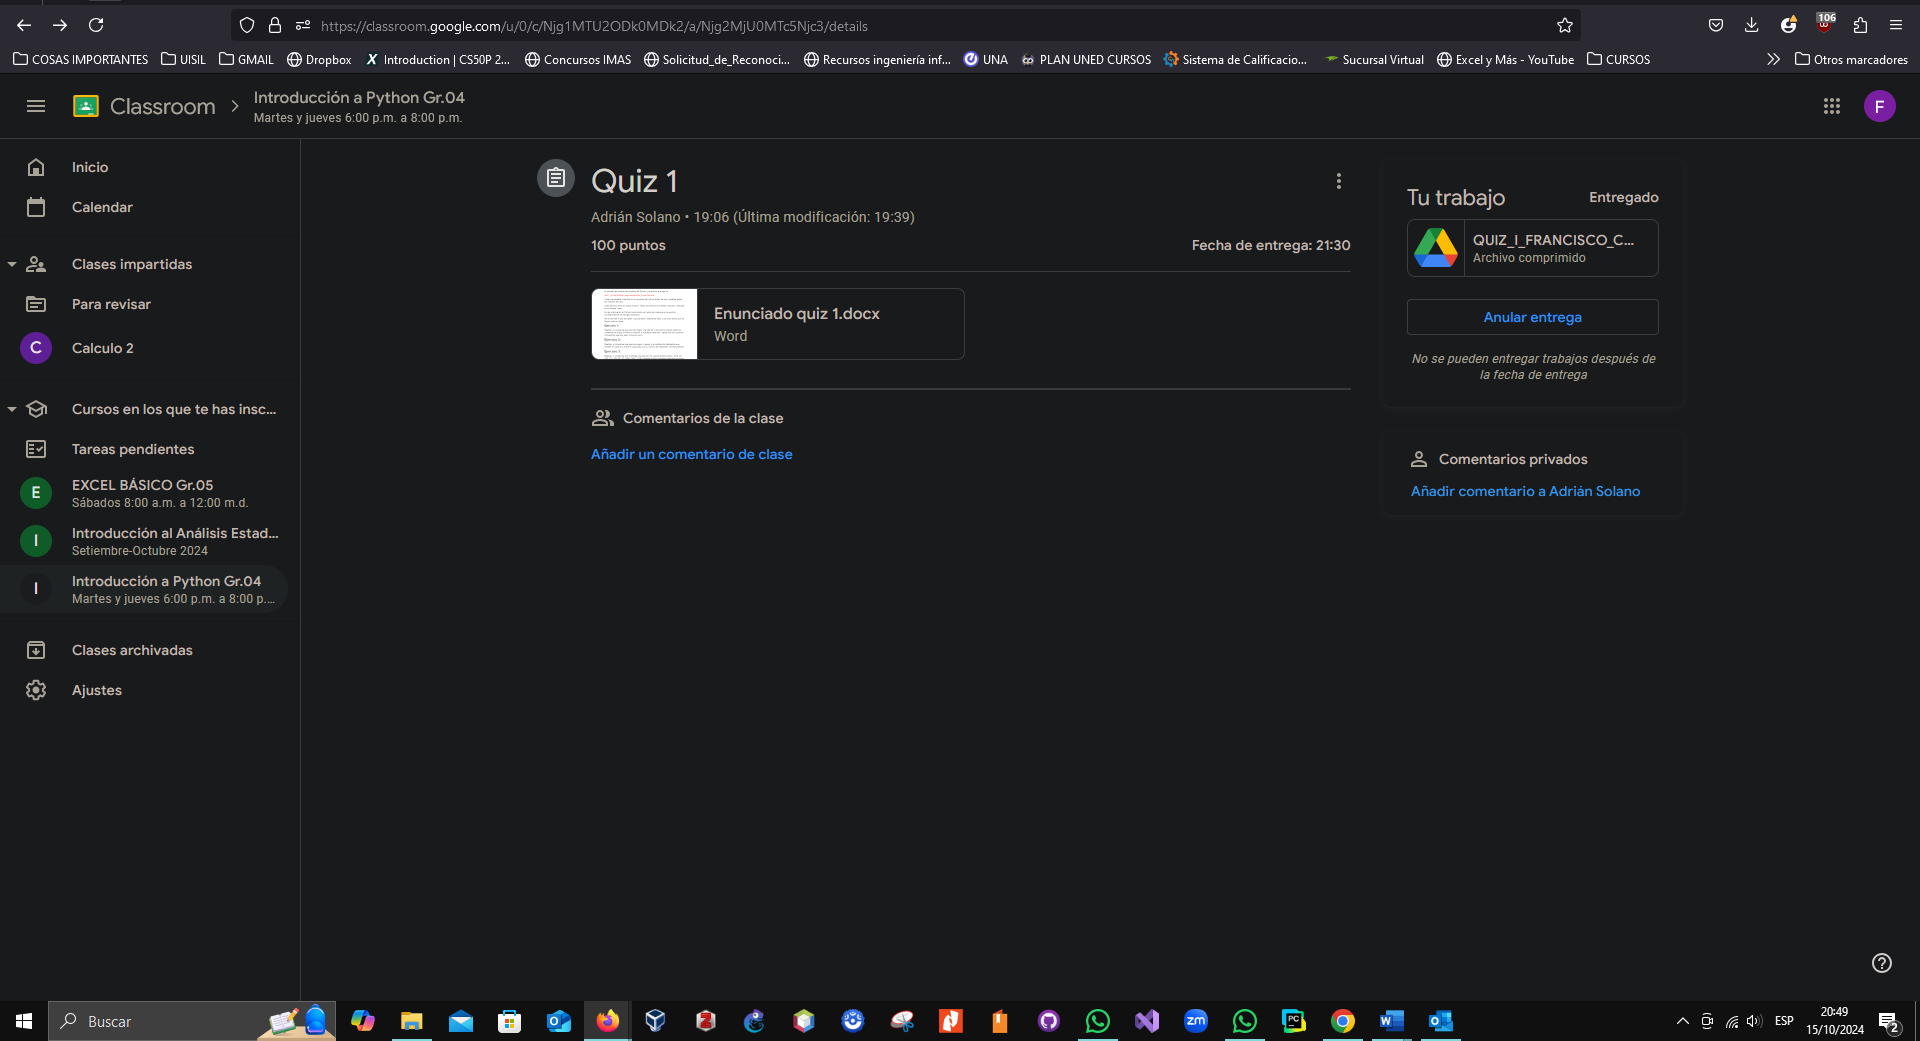 https://classroom.google.com/u/0/c/Njg1MTU2ODk0MDk2/a/Njg2MjU0MTc5Njc3/details
106
COSAS IMPORTANTES
UISIL
GMAIL
Dropbox
Introduction | CS50P 2...
Concursos IMAS
Solicitud_de_Reconoci...
Recursos ingeniería inf...
UNA
PLAN UNED CURSOS
Sistema de Calificacio...
Sucursal Virtual
Excel y Más - YouTube
CURSOS
Otros marcadores
Classroom
Introducción a Python Gr.04
Martes y jueves 6:00 p.m. a 8:00 p.m.
F
Inicio
Calendar
Clases impartidas
Para revisar
C
Calculo 2
Cursos en los que te has insc...
Tareas pendientes
E
EXCEL BÁSICO Gr.05
Sábados 8:00 a.m. a 12:00 m.d.
I
Introducción al Análisis Estad...
Setiembre-Octubre 2024
I
Introducción a Python Gr.04
Martes y jueves 6:00 p.m. a 8:00 p....
Clases archivadas
Ajustes
Quiz 1
Adrián Solano • 19:06 (Última modificación: 19:39)
100 puntos
Fecha de entrega: 21:30
Enunciado quiz 1.docx
Word
Comentarios de la clase
Añadir un comentario de clase
Tu trabajo
Entregado
QUIZ_I_FRANCISCO_C...
Archivo comprimido
Anular entrega
No se pueden entregar trabajos después de
la fecha de entrega
Comentarios privados
Añadir comentario a Adrián Solano
Buscar
zm
PC
ESP
20:49
15/10/2024
2